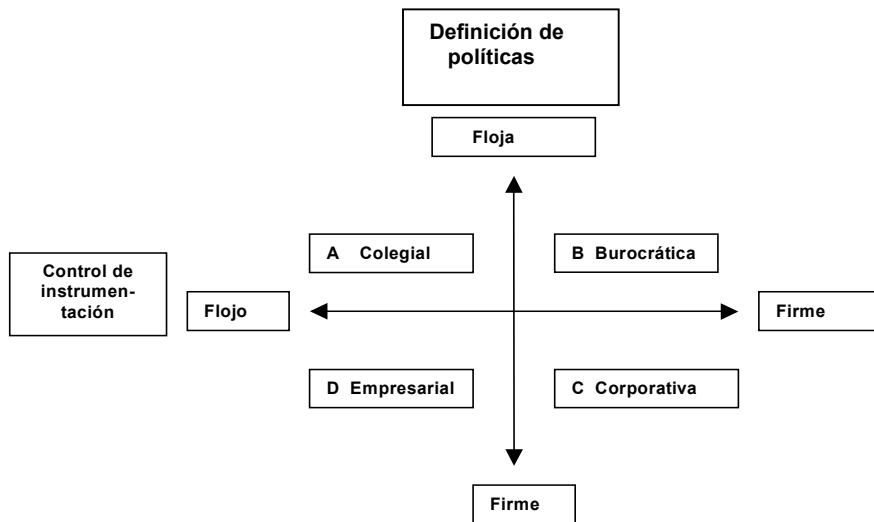 Definición de
políticas
Floja
A Colegial
B Burocrática
Control de
instrumen-
tación
Flojo
Firme
D Empresarial
C Corporativa
Firme